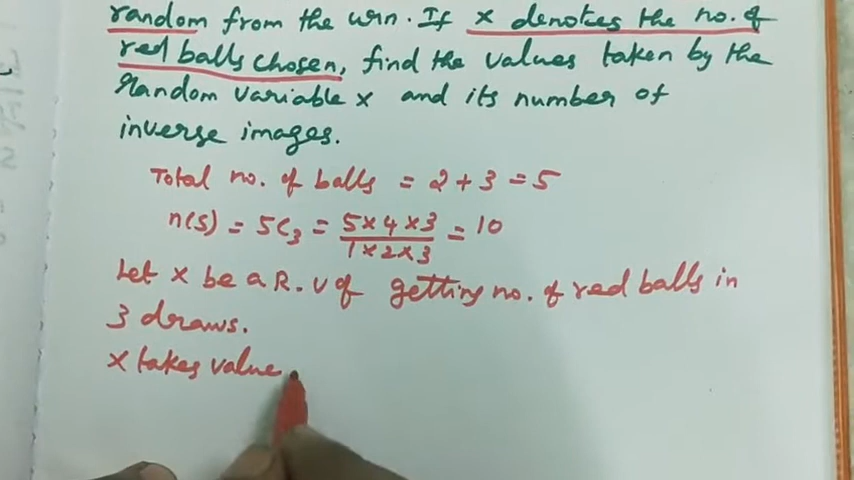 random from the urn. If x denotes the no. of
red balls chosen, find the values taken by the
random variable x and its number of
inverse images.
Total no. of balls = 2 + 3 = 5
n(S) = 5C₃ = 5×4×3 / 1×2×3 = 10
Let x be a R.V of getting no. of red balls in
3 draws.
x takes value